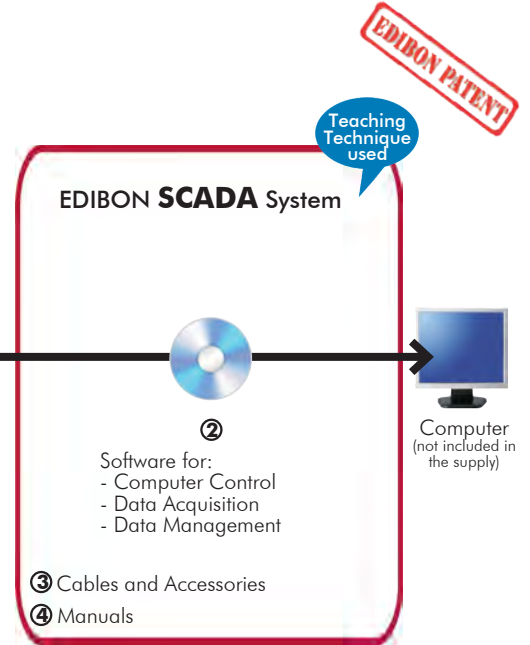 EDIBON PATENT
Teaching
Technique
used
EDIBON SCADA System
②
Software for:
- Computer Control
- Data Acquisition
- Data Management
Computer
(not included in
the supply)
③ Cables and Accessories
④ Manuals